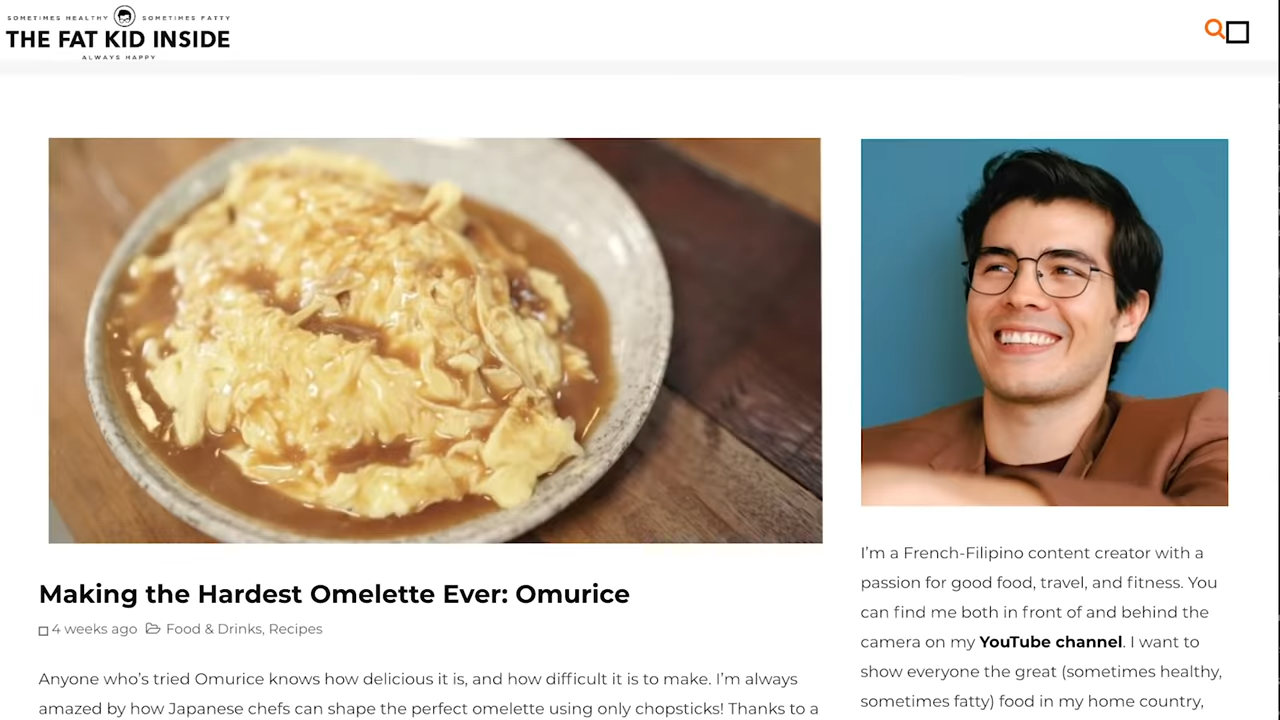 SOMETIMES HEALTHY SOMETIMES FATTY
THE FAT KID INSIDE
ALWAYS HAPPY
Making the Hardest Omelette Ever: Omurice
4 weeks ago Food & Drinks, Recipes
Anyone who’s tried Omurice knows how delicious it is, and how difficult it is to make. I’m always
amazed by how Japanese chefs can shape the perfect omelette using only chopsticks! Thanks to a
I’m a French-Filipino content creator with a
passion for good food, travel, and fitness. You
can find me both in front of and behind the
camera on my YouTube channel. I want to
show everyone the great (sometimes healthy,
sometimes fatty) food in my home country,